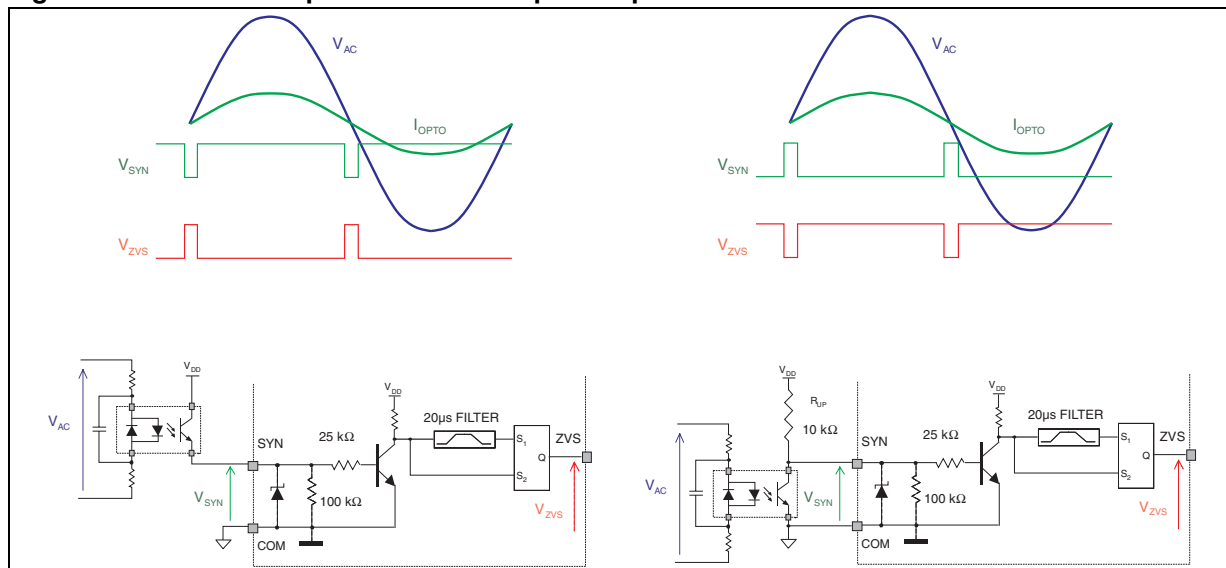 V_AC
I_OPTO
V_SYN
V_ZVS
V_AC
I_OPTO
V_SYN
V_ZVS
V_DD
V_AC
SYN
25 kΩ
V_DD
20µs FILTER
S_1
Q
S_2
ZVS
V_SYN
100 kΩ
V_ZVS
COM
V_DD
R_UP
10 kΩ
V_AC
SYN
25 kΩ
V_DD
20µs FILTER
S_1
Q
S_2
ZVS
V_SYN
100 kΩ
V_ZVS
COM